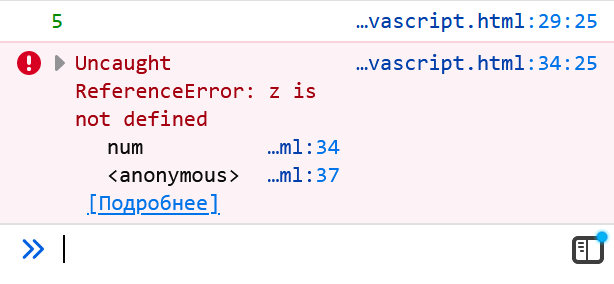 5 …vascript.html:29:25
Uncaught …vascript.html:34:25
ReferenceError: z is
not defined
num …ml:34
<anonymous> …ml:37
[Подробнее]